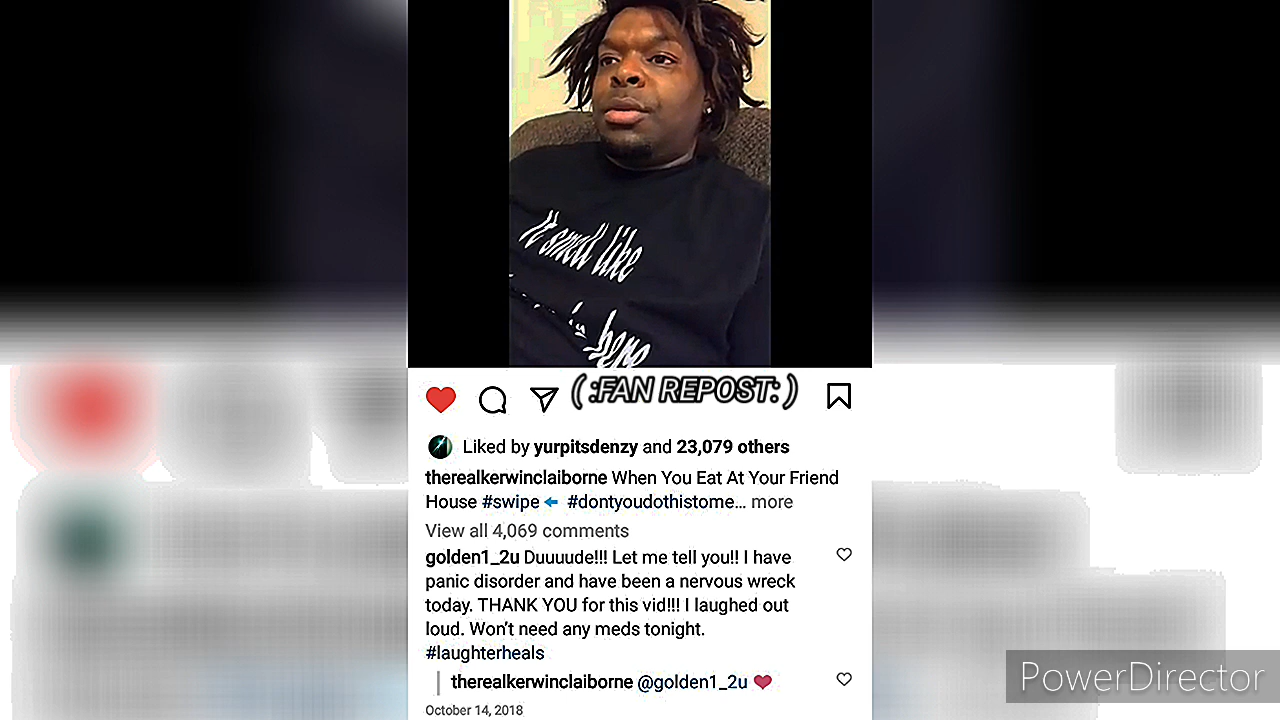 It smell like
here
( :FAN REPOST: )
Liked by yurpitsdenzy and 23,079 others
therealkerwinclaiborne When You Eat At Your Friend
House #swipe⬅ #dontyoudothistome... more
View all 4,069 comments
golden1_2u Duuuude!!! Let me tell you!! I have
panic disorder and have been a nervous wreck
today. THANK YOU for this vid!!! I laughed out
loud. Won't need any meds tonight.
#laughterheals
therealkerwinclaiborne @golden1_2u ❤
October 14, 2018
PowerDirector